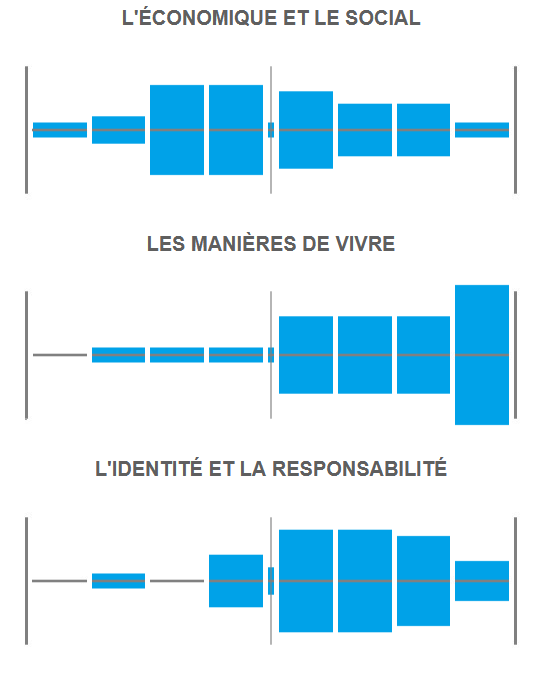 L'ÉCONOMIQUE ET LE SOCIAL
LES MANIÈRES DE VIVRE
L'IDENTITÉ ET LA RESPONSABILITÉ